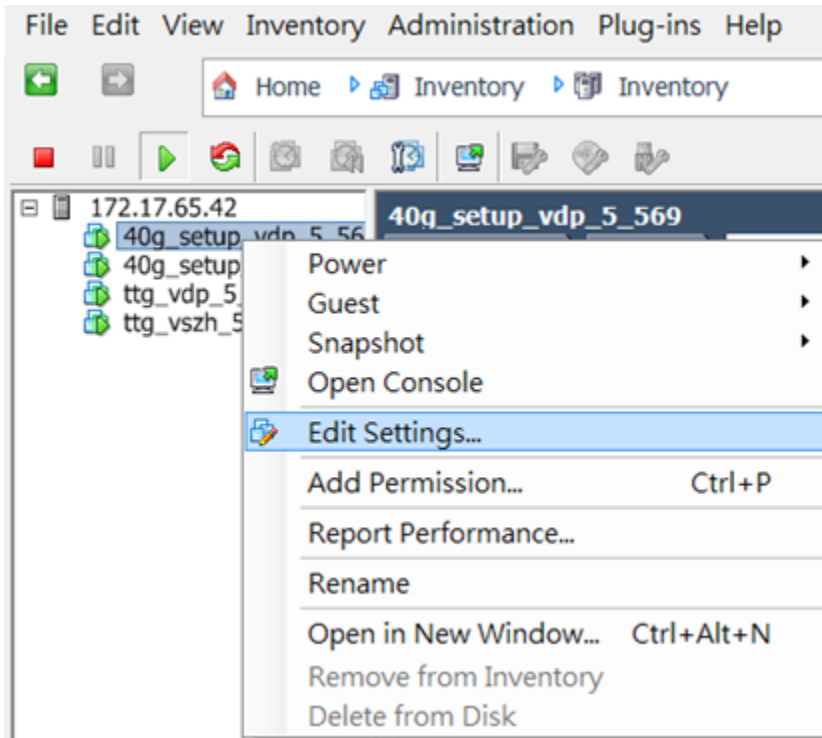 File Edit View Inventory Administration Plug-ins Help
Home Inventory Inventory
172.17.65.42
40g_setup_vdp_5_56
40g_setup
ttg_vdp_5
ttg_vszh_5
40g_setup_vdp_5_569
Power
Guest
Snapshot
Open Console
Edit Settings...
Add Permission... Ctrl+P
Report Performance...
Rename
Open in New Window... Ctrl+Alt+N
Remove from Inventory
Delete from Disk